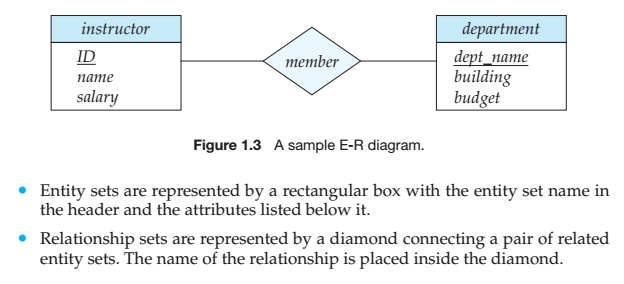 instructor
ID
name
salary
member
department
dept_name
building
budget
Figure 1.3 A sample E-R diagram.
• Entity sets are represented by a rectangular box with the entity set name in
the header and the attributes listed below it.
• Relationship sets are represented by a diamond connecting a pair of related
entity sets. The name of the relationship is placed inside the diamond.